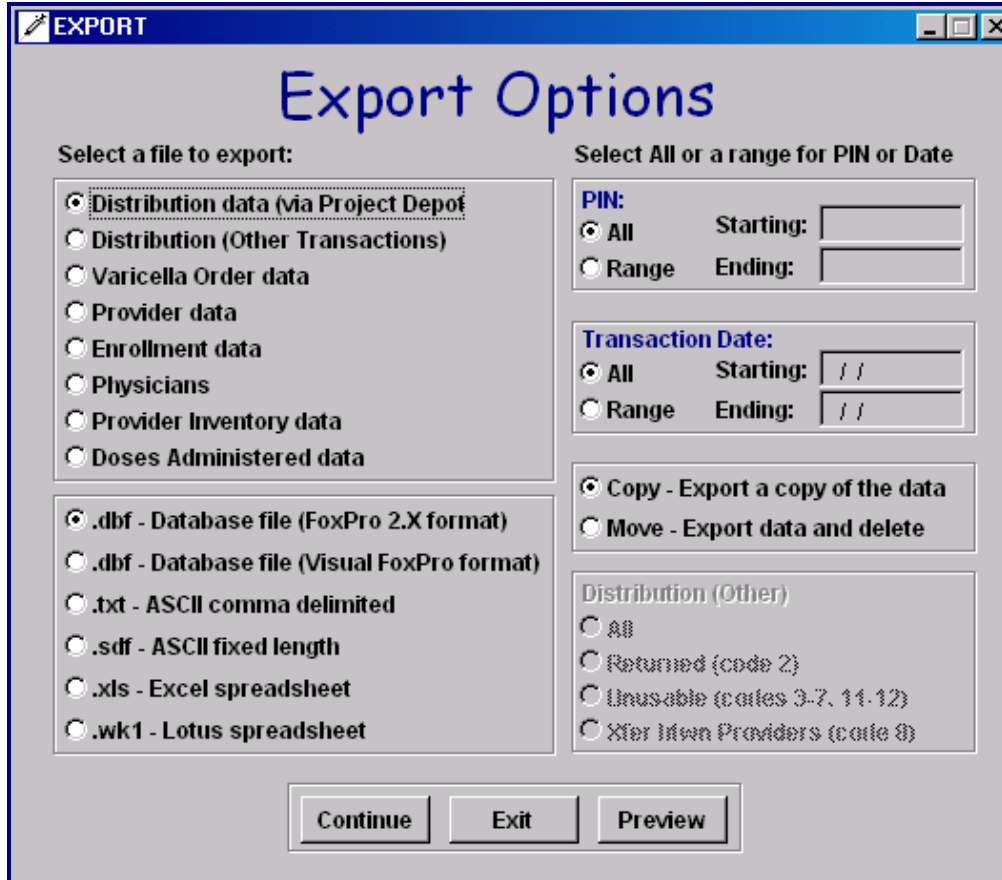 EXPORT
Export Options
Select a file to export:
Distribution data (via Project Depot
Distribution (Other Transactions)
Varicella Order data
Provider data
Enrollment data
Physicians
Provider Inventory data
Doses Administered data
.dbf - Database file (FoxPro 2.X format)
.dbf - Database file (Visual FoxPro format)
.txt - ASCII comma delimited
.sdf - ASCII fixed length
.xls - Excel spreadsheet
.wk1 - Lotus spreadsheet
Select All or a range for PIN or Date
PIN:
All Starting:
Range Ending:
Transaction Date:
All Starting: / /
Range Ending: / /
Copy - Export a copy of the data
Move - Export data and delete
Distribution (Other)
All
Returned (code 2)
Unusable (codes 3-7, 11-12)
Xfer btwn Providers (code 8)
Continue Exit Preview